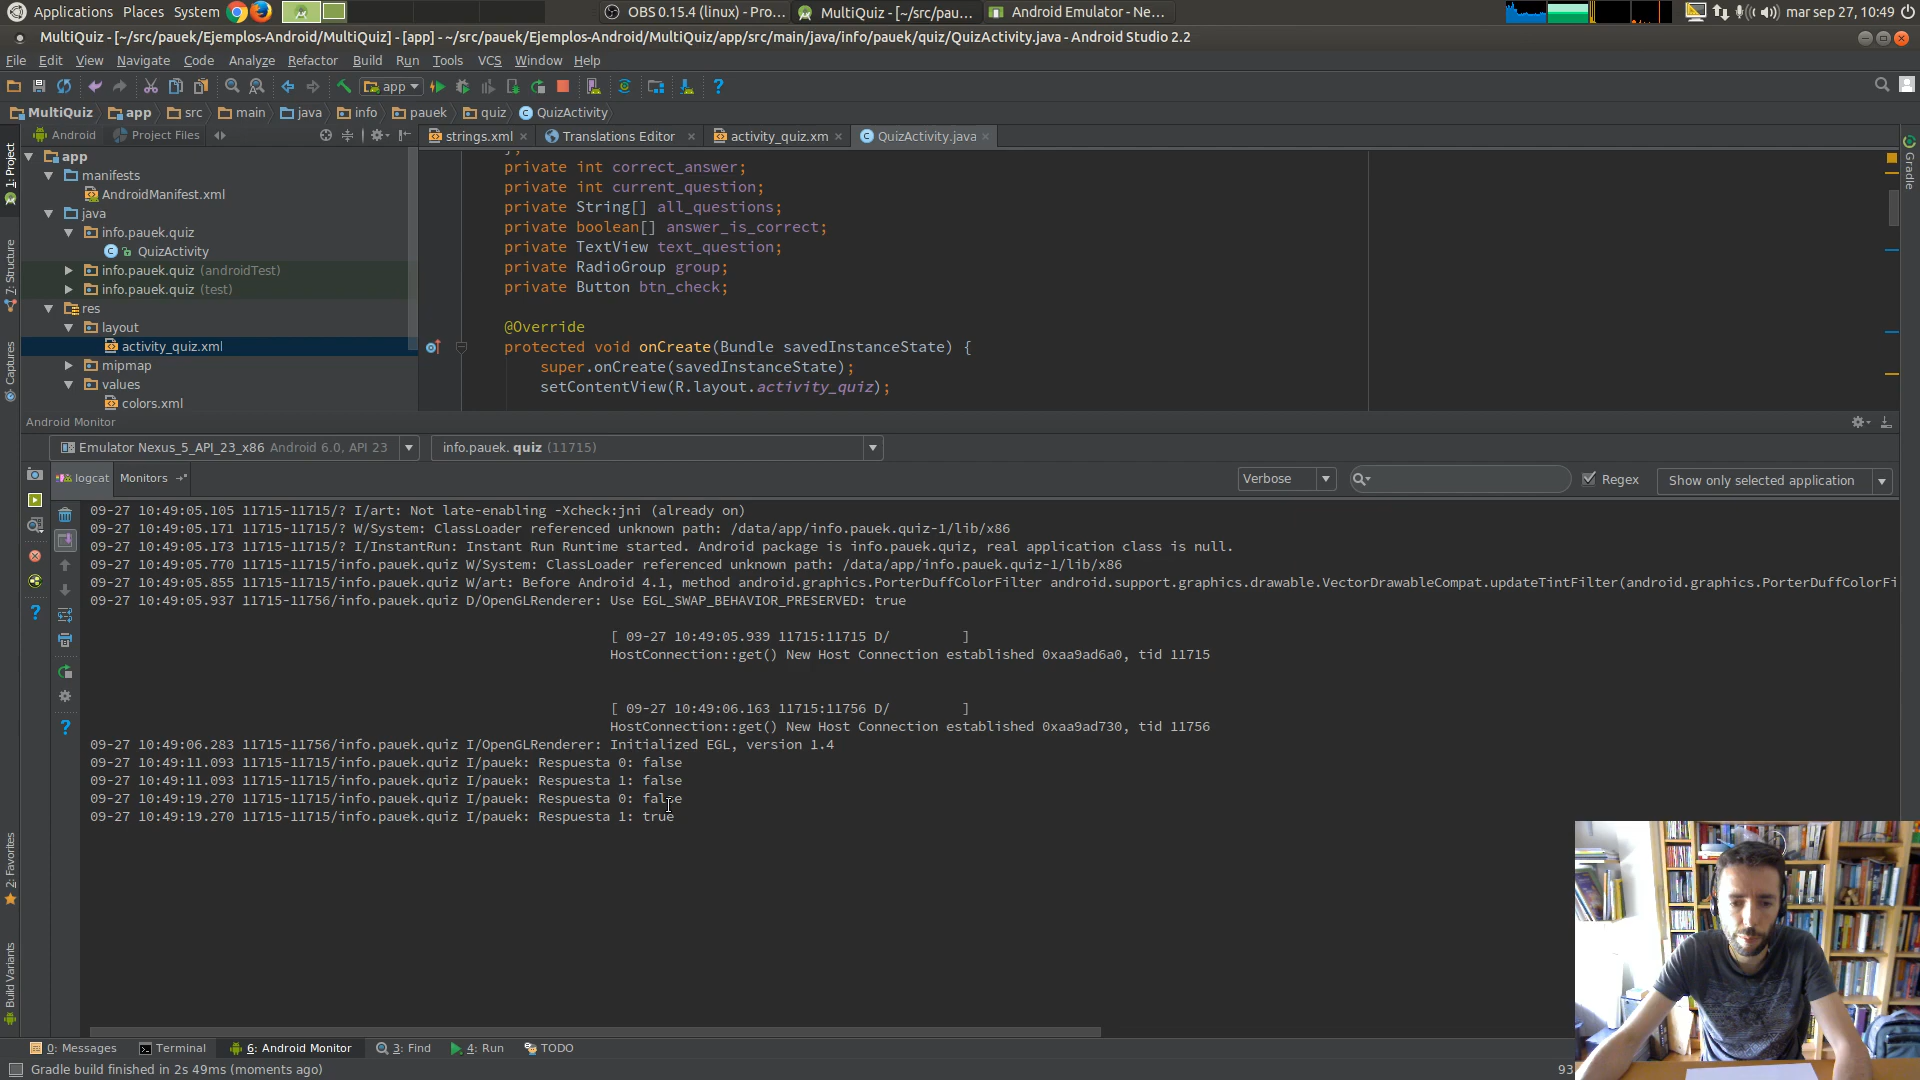 Applications Places System OBS 0.15.4 (linux) - Pro... MultiQuiz - [~/src/pau... Android Emulator - Ne... mar sep 27, 10:49
MultiQuiz - [~/src/pauek/Ejemplos-Android/MultiQuiz] - [app] - ~/src/pauek/Ejemplos-Android/MultiQuiz/app/src/main/java/info/pauek/quiz/QuizActivity.java - Android Studio 2.2
File Edit View Navigate Code Analyze Refactor Build Run Tools VCS Window Help
app
MultiQuiz app src main java info pauek quiz QuizActivity
Android Project Files strings.xml Translations Editor activity_quiz.xm QuizActivity.java
1: Project
7: Structure
Captures
2: Favorites
Build Variants
Gradle
app
manifests
AndroidManifest.xml
java
info.pauek.quiz
QuizActivity
info.pauek.quiz (androidTest)
info.pauek.quiz (test)
res
layout
activity_quiz.xml
mipmap
values
colors.xml
};
private int correct_answer;
private int current_question;
private String[] all_questions;
private boolean[] answer_is_correct;
private TextView text_question;
private RadioGroup group;
private Button btn_check;
@Override
protected void onCreate(Bundle savedInstanceState) {
super.onCreate(savedInstanceState);
setContentView(R.layout.activity_quiz);
Android Monitor
Emulator Nexus_5_API_23_x86 Android 6.0, API 23 info.pauek.quiz (11715)
logcat Monitors Verbose Regex Show only selected application
09-27 10:49:05.105 11715-11715/? I/art: Not late-enabling -Xcheck:jni (already on)
09-27 10:49:05.171 11715-11715/? W/System: ClassLoader referenced unknown path: /data/app/info.pauek.quiz-1/lib/x86
09-27 10:49:05.173 11715-11715/? I/InstantRun: Instant Run Runtime started. Android package is info.pauek.quiz, real application class is null.
09-27 10:49:05.770 11715-11715/info.pauek.quiz W/System: ClassLoader referenced unknown path: /data/app/info.pauek.quiz-1/lib/x86
09-27 10:49:05.855 11715-11715/info.pauek.quiz W/art: Before Android 4.1, method android.graphics.PorterDuffColorFilter android.support.graphics.drawable.VectorDrawableCompat.updateTintFilter(android.graphics.PorterDuffColorFi
09-27 10:49:05.937 11715-11756/info.pauek.quiz D/OpenGLRenderer: Use EGL_SWAP_BEHAVIOR_PRESERVED: true
[ 09-27 10:49:05.939 11715:11715 D/ ]
HostConnection::get() New Host Connection established 0xaa9ad6a0, tid 11715
[ 09-27 10:49:06.163 11715:11756 D/ ]
HostConnection::get() New Host Connection established 0xaa9ad730, tid 11756
09-27 10:49:06.283 11715-11756/info.pauek.quiz I/OpenGLRenderer: Initialized EGL, version 1.4
09-27 10:49:11.093 11715-11715/info.pauek.quiz I/pauek: Respuesta 0: false
09-27 10:49:11.093 11715-11715/info.pauek.quiz I/pauek: Respuesta 1: false
09-27 10:49:19.270 11715-11715/info.pauek.quiz I/pauek: Respuesta 0: false
09-27 10:49:19.270 11715-11715/info.pauek.quiz I/pauek: Respuesta 1: true
0: Messages Terminal 6: Android Monitor 3: Find 4: Run TODO
Gradle build finished in 2s 49ms (moments ago) 93